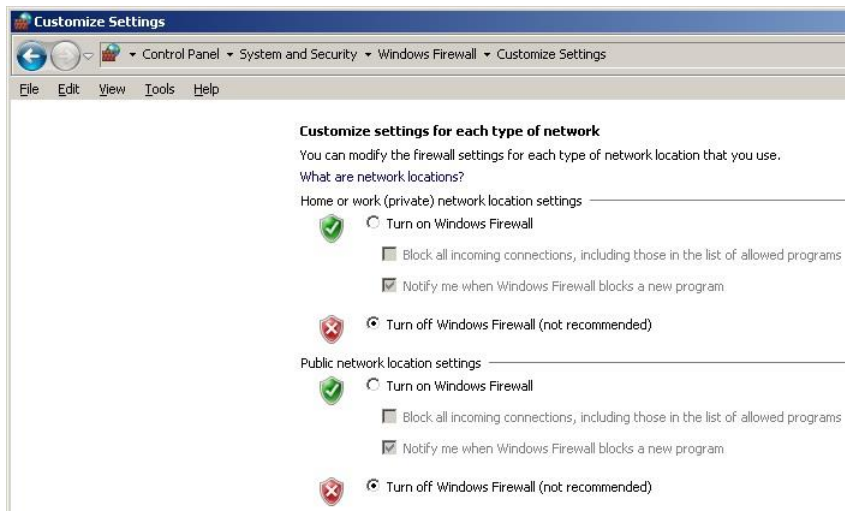 Customize Settings
Control Panel System and Security Windows Firewall Customize Settings
File Edit View Tools Help
Customize settings for each type of network
You can modify the firewall settings for each type of network location that you use.
What are network locations?
Home or work (private) network location settings
Turn on Windows Firewall
Block all incoming connections, including those in the list of allowed programs
Notify me when Windows Firewall blocks a new program
Turn off Windows Firewall (not recommended)
Public network location settings
Turn on Windows Firewall
Block all incoming connections, including those in the list of allowed programs
Notify me when Windows Firewall blocks a new program
Turn off Windows Firewall (not recommended)